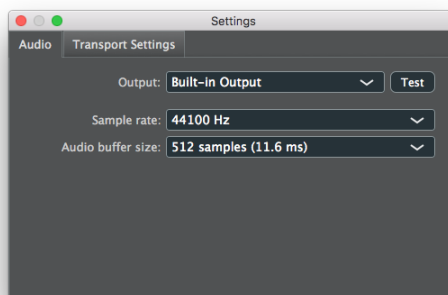 Settings
Audio Transport Settings
Output: Built-in Output Test
Sample rate: 44100 Hz
Audio buffer size: 512 samples (11.6 ms)